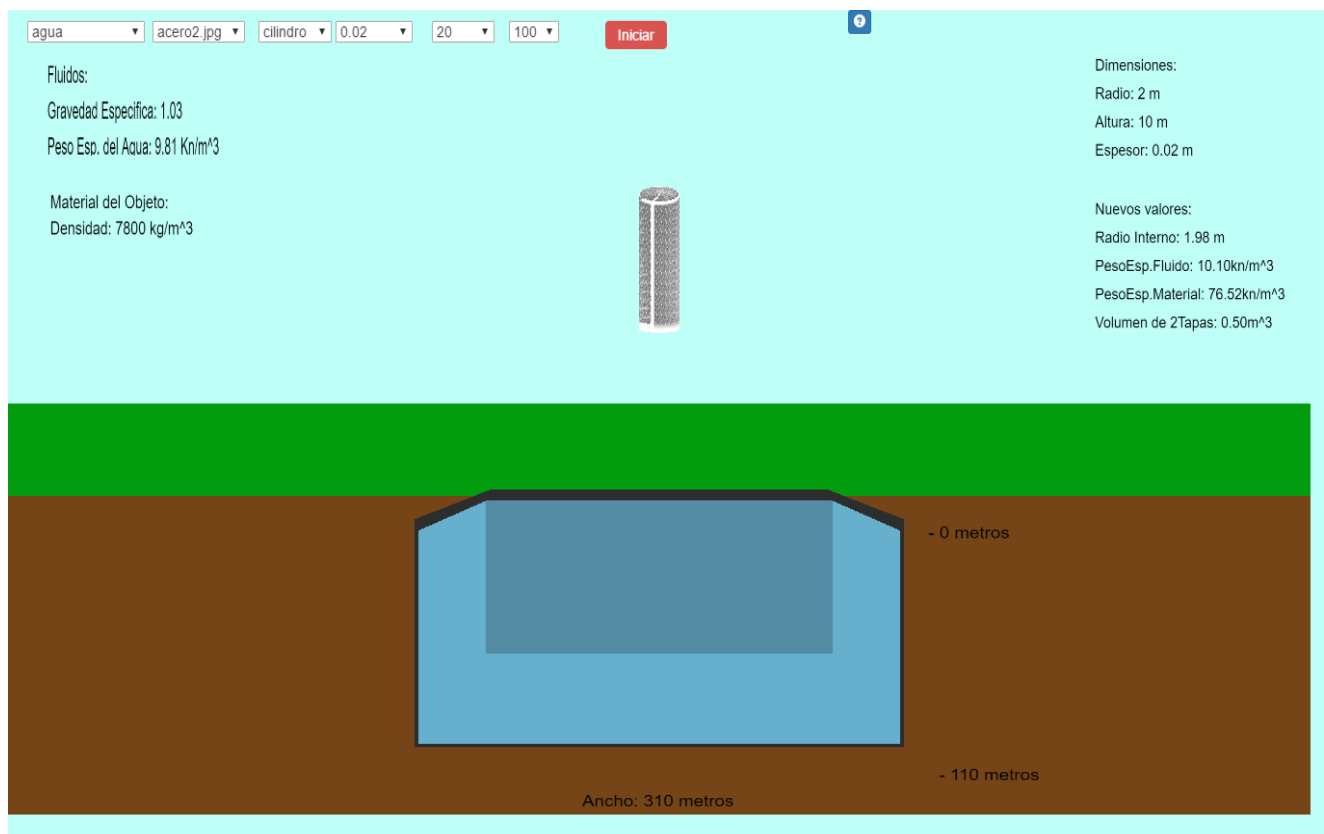 agua acero2.jpg cilindro 0.02 20 100 Iniciar
Fluidos:
Gravedad Especifica: 1.03
Peso Esp. del Agua: 9.81 Kn/m^3
Material del Objeto:
Densidad: 7800 kg/m^3
Dimensiones:
Radio: 2 m
Altura: 10 m
Espesor: 0.02 m
Nuevos valores:
Radio Interno: 1.98 m
PesoEsp.Fluido: 10.10kn/m^3
PesoEsp.Material: 76.52kn/m^3
Volumen de 2Tapas: 0.50m^3
- 0 metros
- 110 metros
Ancho: 310 metros